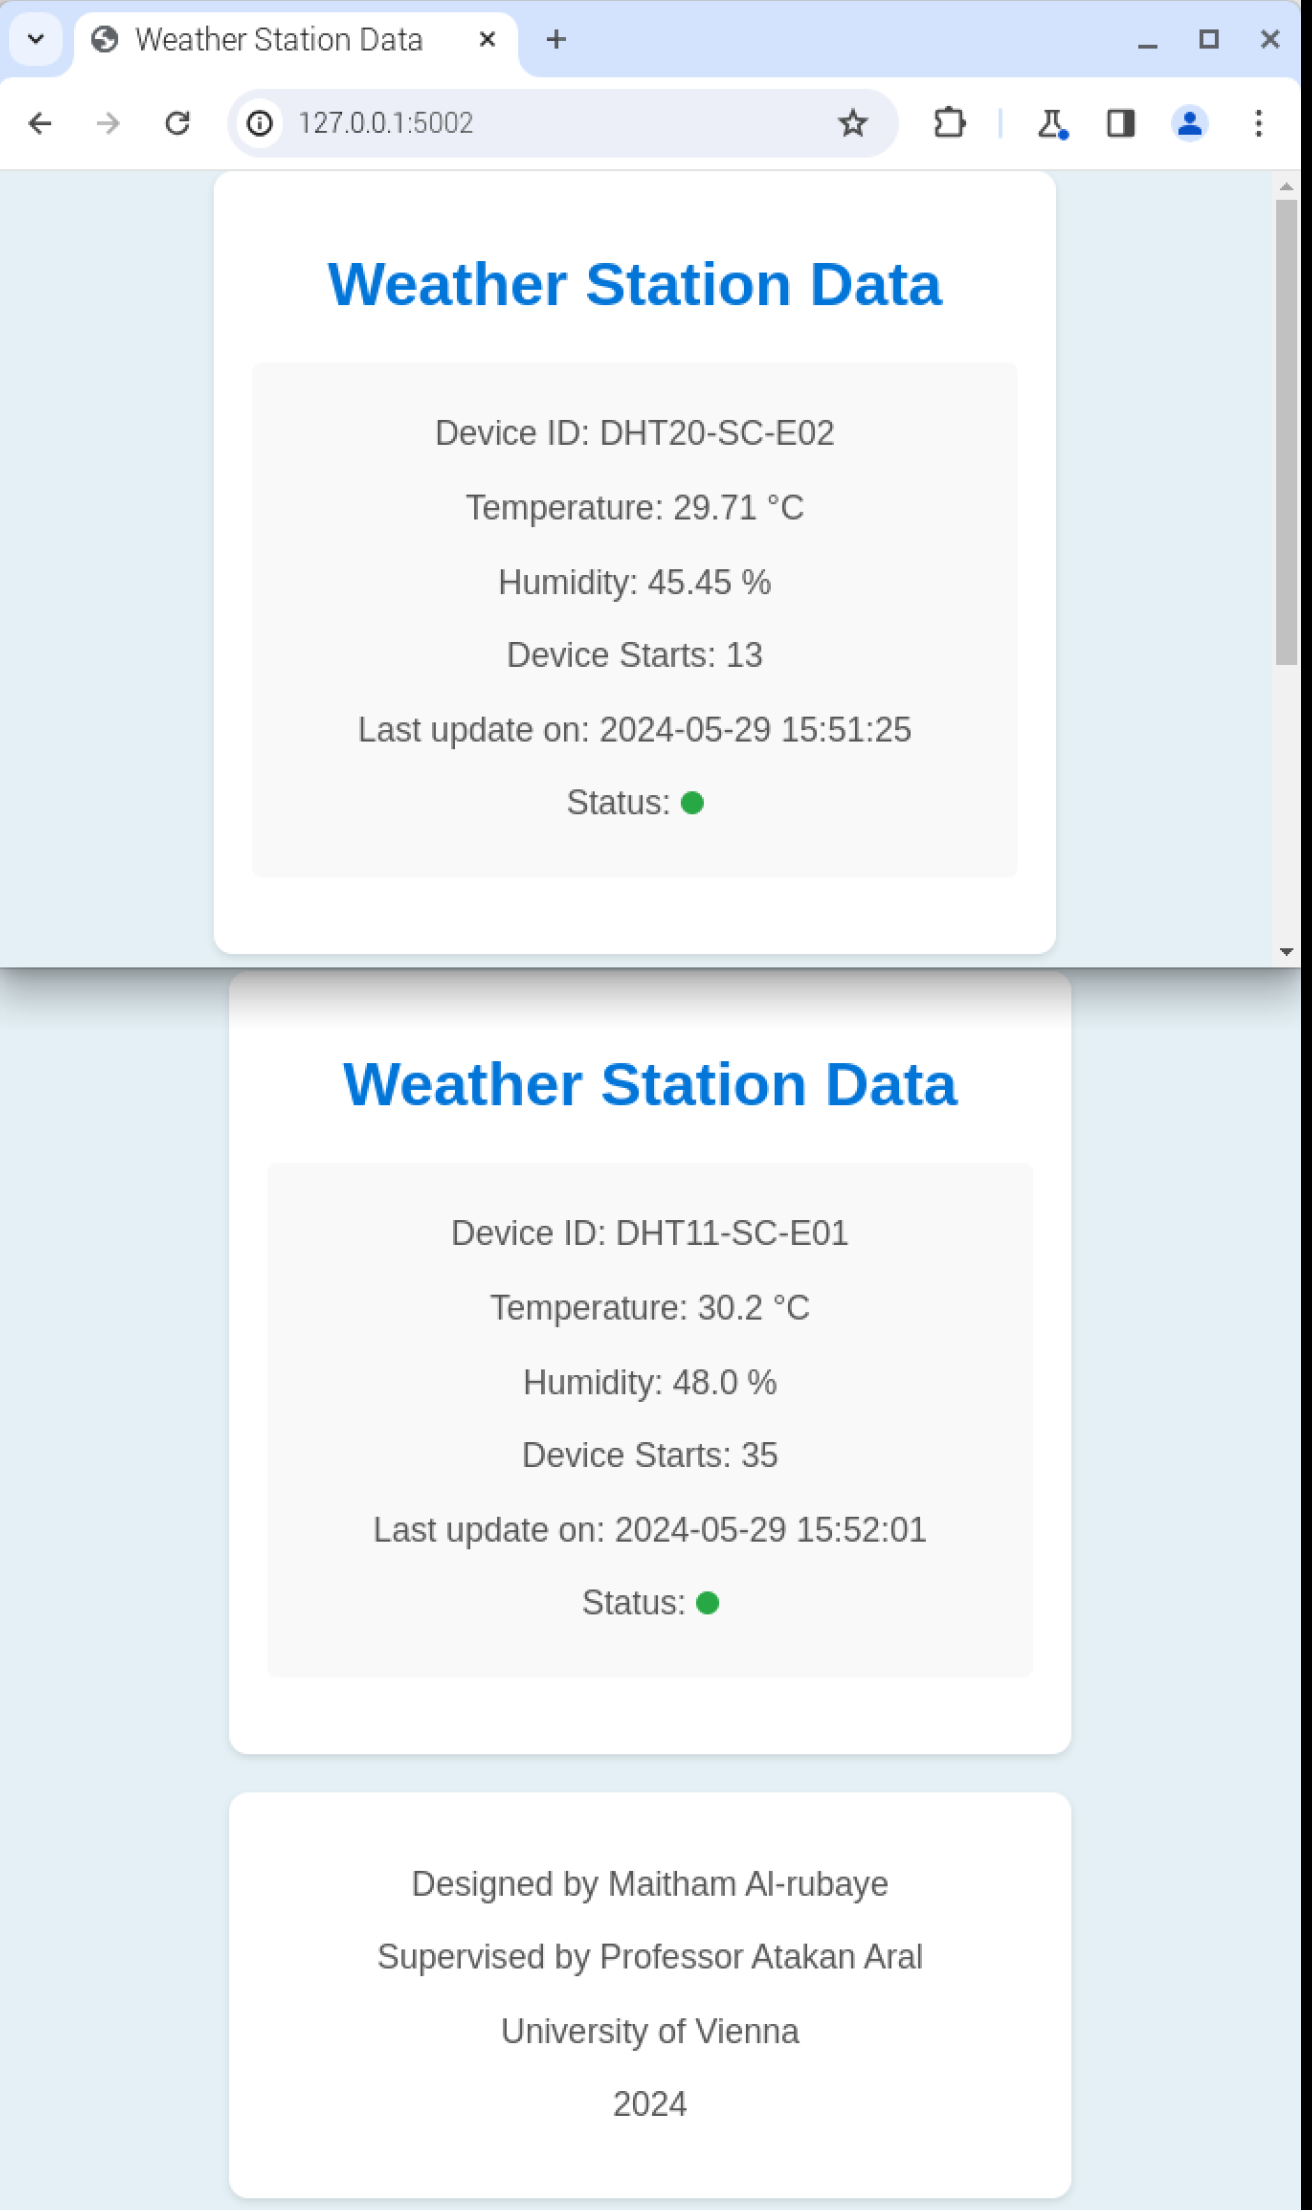 Weather Station Data
127.0.0.1:5002
Weather Station Data
Device ID: DHT20-SC-E02
Temperature: 29.71 °C
Humidity: 45.45 %
Device Starts: 13
Last update on: 2024-05-29 15:51:25
Status:
Weather Station Data
Device ID: DHT11-SC-E01
Temperature: 30.2 °C
Humidity: 48.0 %
Device Starts: 35
Last update on: 2024-05-29 15:52:01
Status:
Designed by Maitham Al-rubaye
Supervised by Professor Atakan Aral
University of Vienna
2024